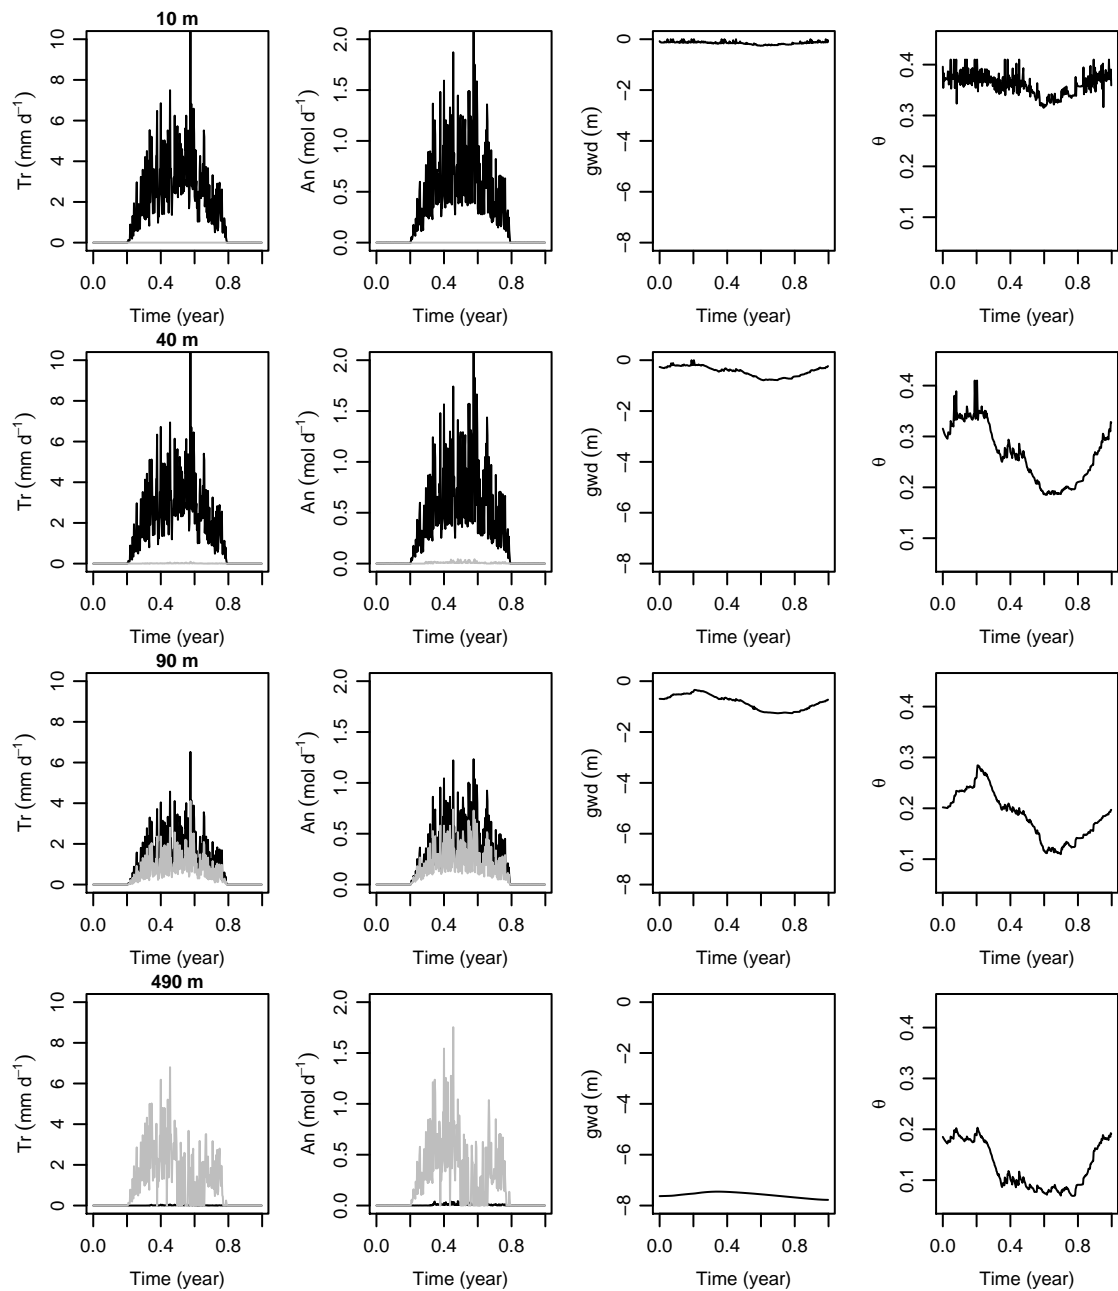 10 m
Tr (mm d⁻¹)
0 2 4 6 8 10
0.0 0.4 0.8
Time (year)
An (mol d⁻¹)
0.0 0.5 1.0 1.5 2.0
0.0 0.4 0.8
Time (year)
gwd (m)
−8 −6 −4 −2 0
0.0 0.4 0.8
Time (year)
θ
0.1 0.2 0.3 0.4
0.0 0.4 0.8
Time (year)
40 m
Tr (mm d⁻¹)
0 2 4 6 8 10
0.0 0.4 0.8
Time (year)
An (mol d⁻¹)
0.0 0.5 1.0 1.5 2.0
0.0 0.4 0.8
Time (year)
gwd (m)
−8 −6 −4 −2 0
0.0 0.4 0.8
Time (year)
θ
0.1 0.2 0.3 0.4
0.0 0.4 0.8
Time (year)
90 m
Tr (mm d⁻¹)
0 2 4 6 8 10
0.0 0.4 0.8
Time (year)
An (mol d⁻¹)
0.0 0.5 1.0 1.5 2.0
0.0 0.4 0.8
Time (year)
gwd (m)
−8 −6 −4 −2 0
0.0 0.4 0.8
Time (year)
θ
0.1 0.2 0.3 0.4
0.0 0.4 0.8
Time (year)
490 m
Tr (mm d⁻¹)
0 2 4 6 8 10
0.0 0.4 0.8
Time (year)
An (mol d⁻¹)
0.0 0.5 1.0 1.5 2.0
0.0 0.4 0.8
Time (year)
gwd (m)
−8 −6 −4 −2 0
0.0 0.4 0.8
Time (year)
θ
0.1 0.2 0.3 0.4
0.0 0.4 0.8
Time (year)